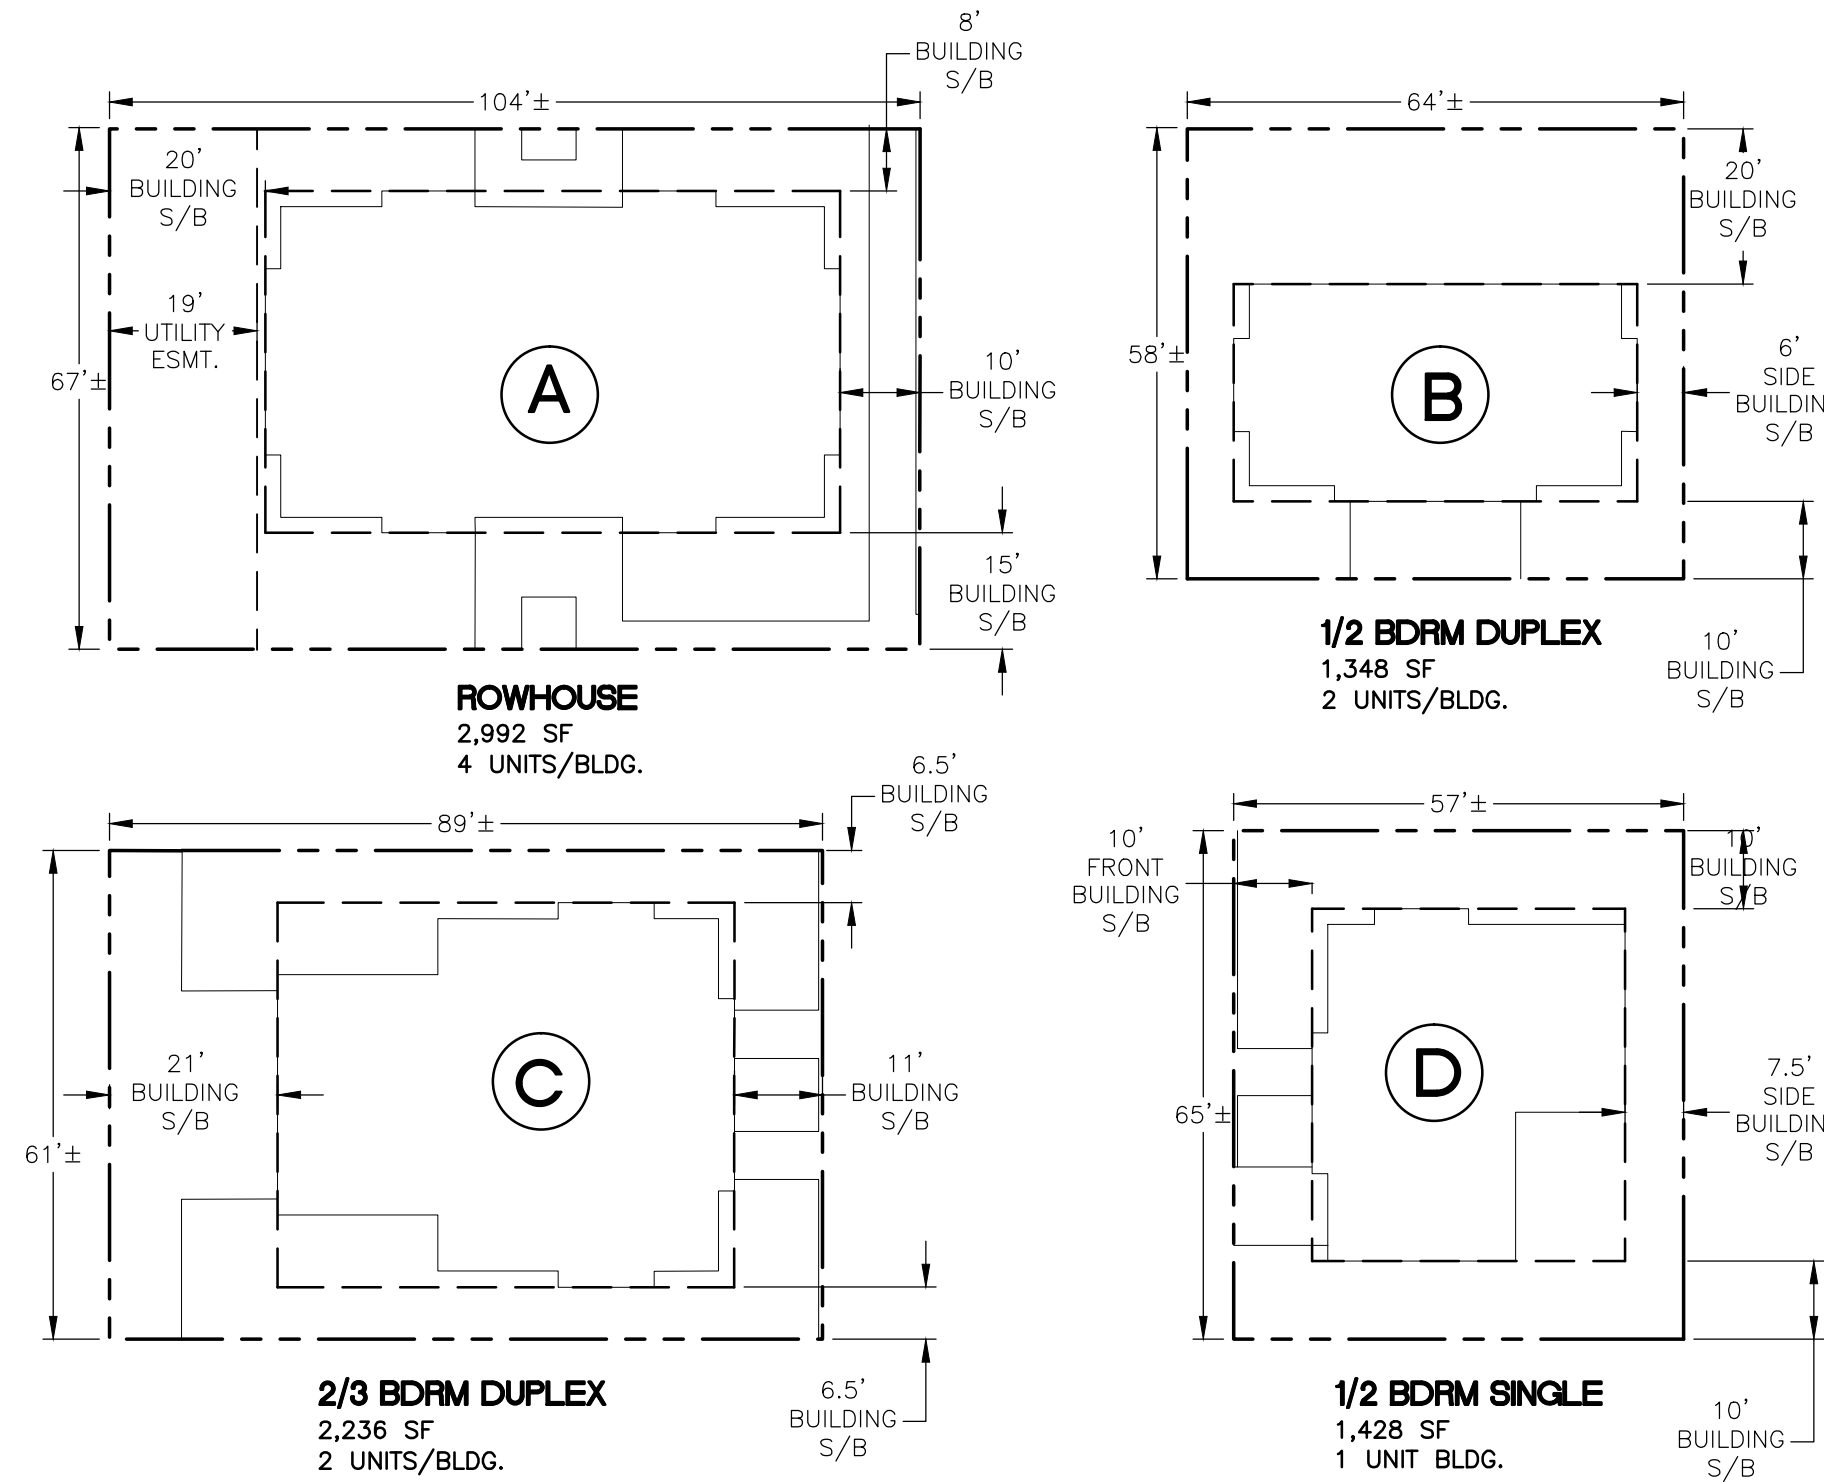 8'
BUILDING
S/B
104'±
20'
BUILDING
S/B
19'
UTILITY
ESMT.
67'±
A
10'
BUILDING
S/B
15'
BUILDING
S/B
ROWHOUSE
2,992 SF
4 UNITS/BLDG.
64'±
20'
BUILDING
S/B
58'±
B
6'
SIDE
BUILDIN
S/B
10'
BUILDING
S/B
1/2 BDRM DUPLEX
1,348 SF
2 UNITS/BLDG.
6.5'
BUILDING
S/B
89'±
21'
BUILDING
S/B
61'±
C
11'
BUILDING
S/B
6.5'
BUILDING
S/B
2/3 BDRM DUPLEX
2,236 SF
2 UNITS/BLDG.
57'±
10'
FRONT
BUILDING
S/B
10'
BUILDING
S/B
D
65'±
7.5'
SIDE
BUILDIN
S/B
10'
BUILDING
S/B
1/2 BDRM SINGLE
1,428 SF
1 UNIT BLDG.